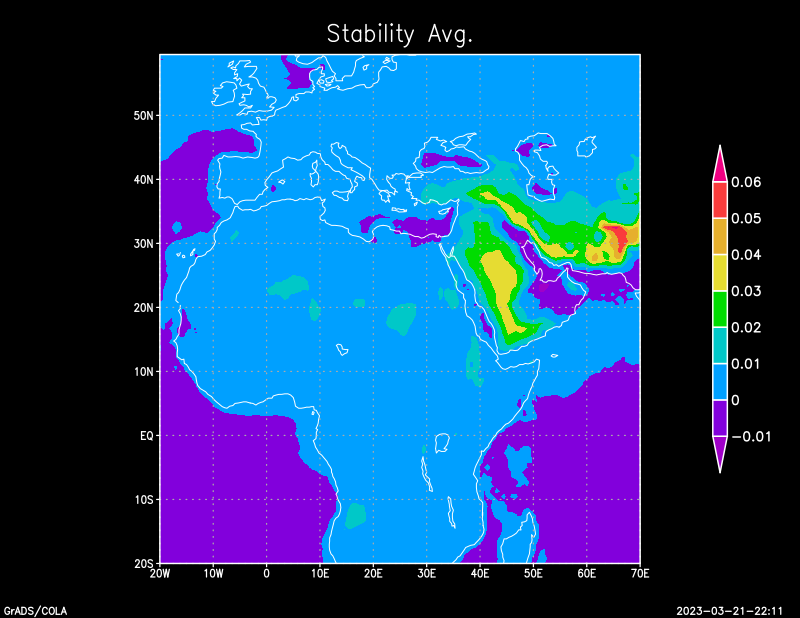 Stability Avg.
50N
40N
30N
20N
10N
EQ
10S
20S
20W 10W 0 10E 20E 30E 40E 50E 60E 70E
0.06
0.05
0.04
0.03
0.02
0.01
0
−0.01
GrADS/COLA
2023-03-21-22:11